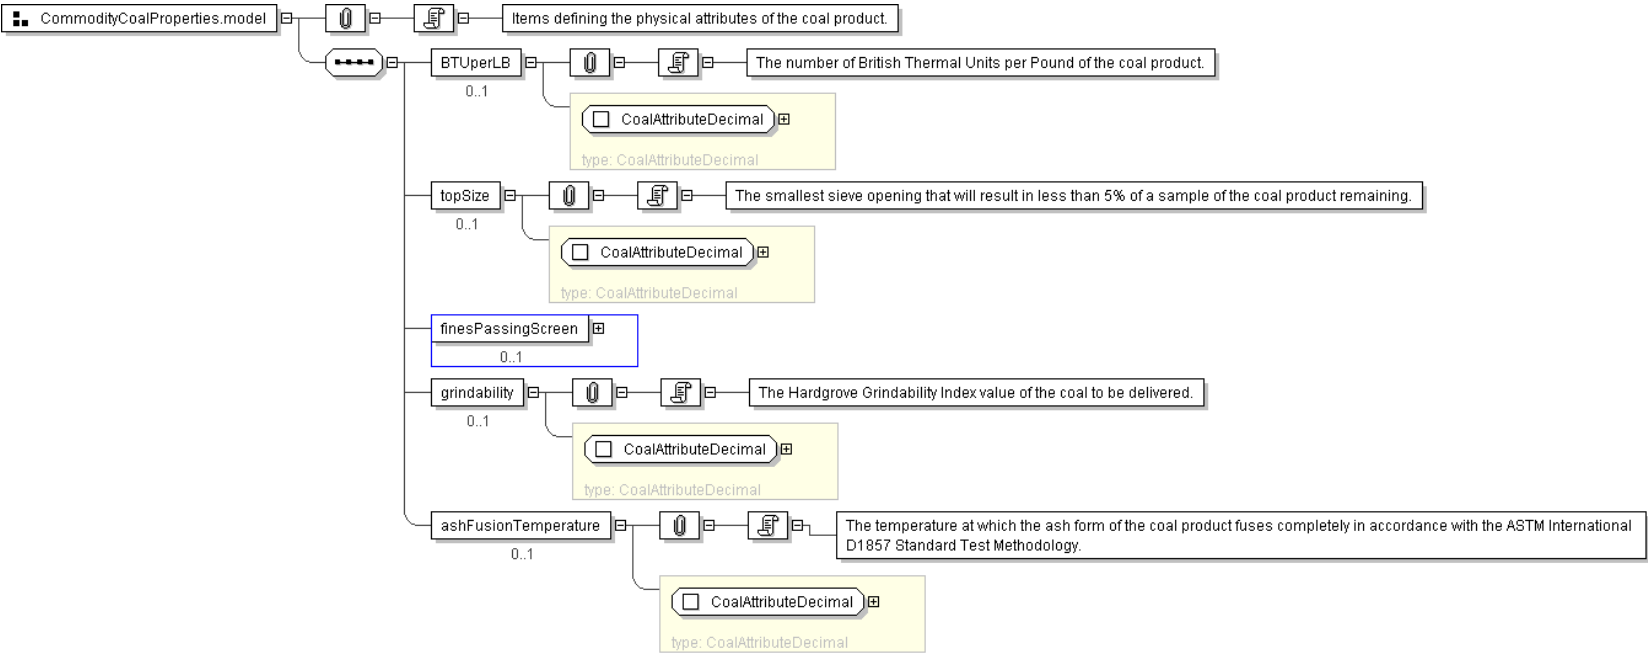 CommodityCoalProperties.model
Items defining the physical attributes of the coal product.
BTUperLB
The number of British Thermal Units per Pound of the coal product.
0..1
CoalAttributeDecimal
type: CoalAttributeDecimal
topSize
The smallest sieve opening that will result in less than 5% of a sample of the coal product remaining.
0..1
CoalAttributeDecimal
type: CoalAttributeDecimal
finesPassingScreen
0..1
grindability
The Hardgrove Grindability Index value of the coal to be delivered.
0..1
CoalAttributeDecimal
type: CoalAttributeDecimal
ashFusionTemperature
The temperature at which the ash form of the coal product fuses completely in accordance with the ASTM International
D1857 Standard Test Methodology.
0..1
CoalAttributeDecimal
type: CoalAttributeDecimal